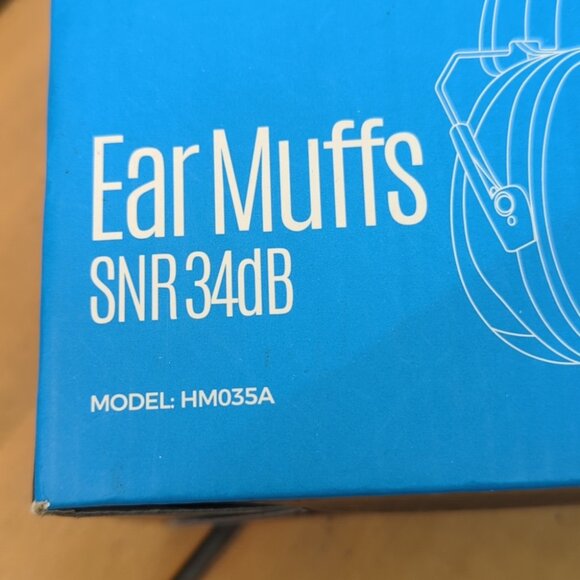 Ear Muffs
SNR 34dB
MODEL: HM035A